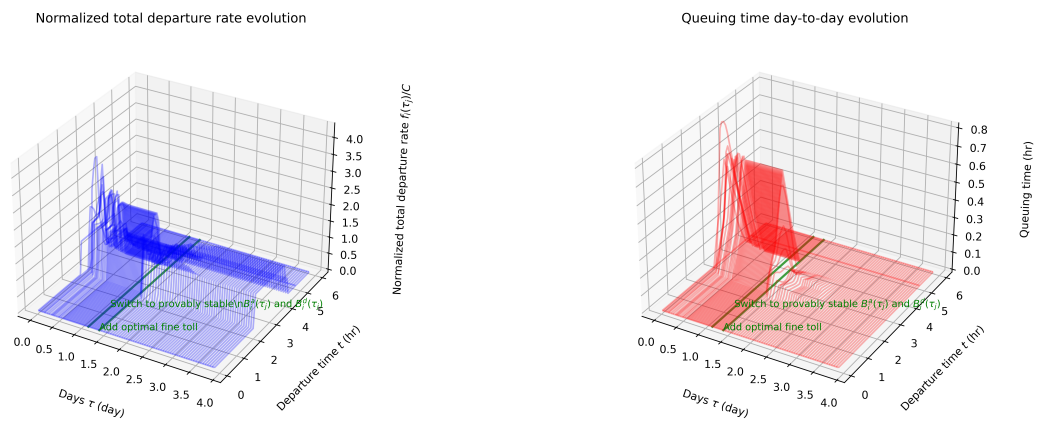 Normalized total departure rate evolution
4.0
3.5
3.0
2.5
2.0
1.5
1.0
0.5
0.0
Normalized total departure rate f_i(τ_j)/C
Switch to provably stable\nB_i^a(τ_j) and B_i^d(τ_j)
Add optimal fine toll
0.0 0.5 1.0 1.5 2.0 2.5 3.0 3.5 4.0
Days τ (day)
0 1 2 3 4 5 6
Departure time t (hr)
Queuing time day-to-day evolution
0.8
0.7
0.6
0.5
0.4
0.3
0.2
0.1
0.0
Queuing time (hr)
Switch to provably stable B_i^a(τ_j) and B_i^d(τ_j)
Add optimal fine toll
0.0 0.5 1.0 1.5 2.0 2.5 3.0 3.5 4.0
Days τ (day)
0 1 2 3 4 5 6
Departure time t (hr)